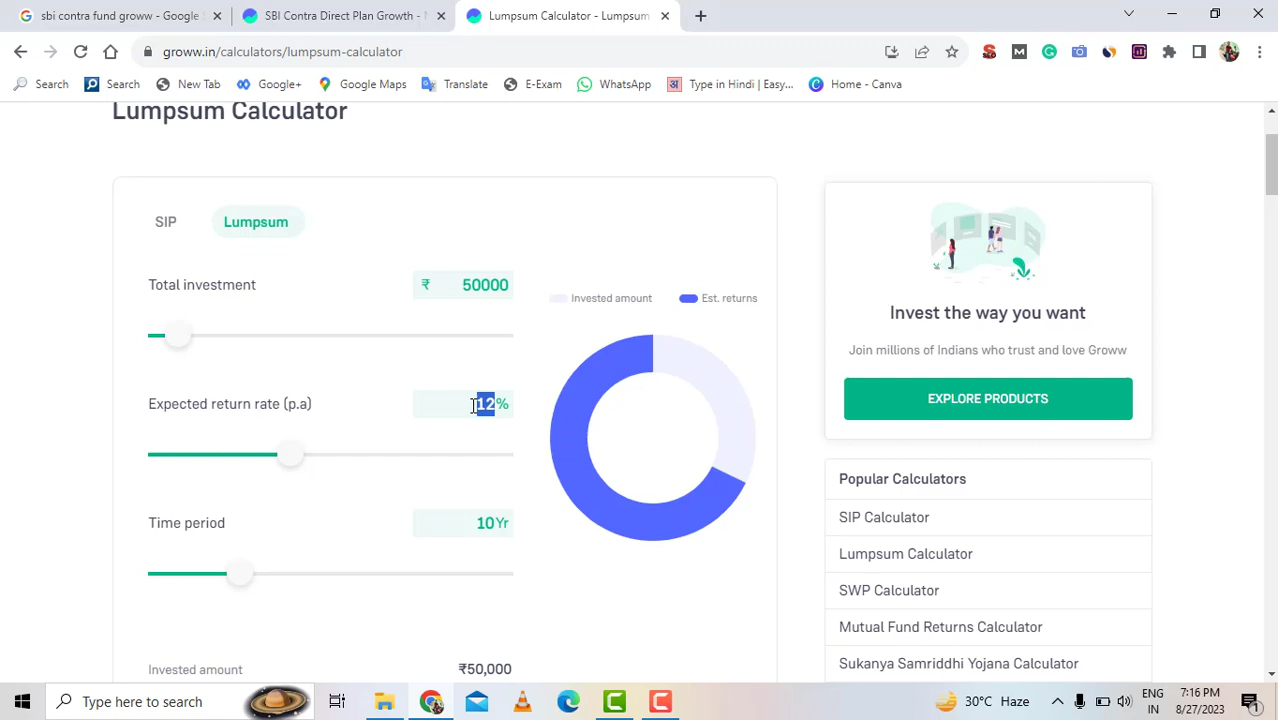 sbi contra fund groww - Google S
SBI Contra Direct Plan Growth - N
Lumpsum Calculator - Lumpsum
groww.in/calculators/lumpsum-calculator
Search
Search
New Tab
Google+
Google Maps
Translate
E-Exam
WhatsApp
Type in Hindi | Easy...
Home - Canva
Lumpsum Calculator
SIP
Lumpsum
Total investment
₹ 50000
Expected return rate (p.a)
12%
Time period
10Yr
Invested amount
₹50,000
Invested amount
Est. returns
Invest the way you want
Join millions of Indians who trust and love Groww
EXPLORE PRODUCTS
Popular Calculators
SIP Calculator
Lumpsum Calculator
SWP Calculator
Mutual Fund Returns Calculator
Sukanya Samriddhi Yojana Calculator
Type here to search
30°C Haze
ENG
IN
7:16 PM
8/27/2023